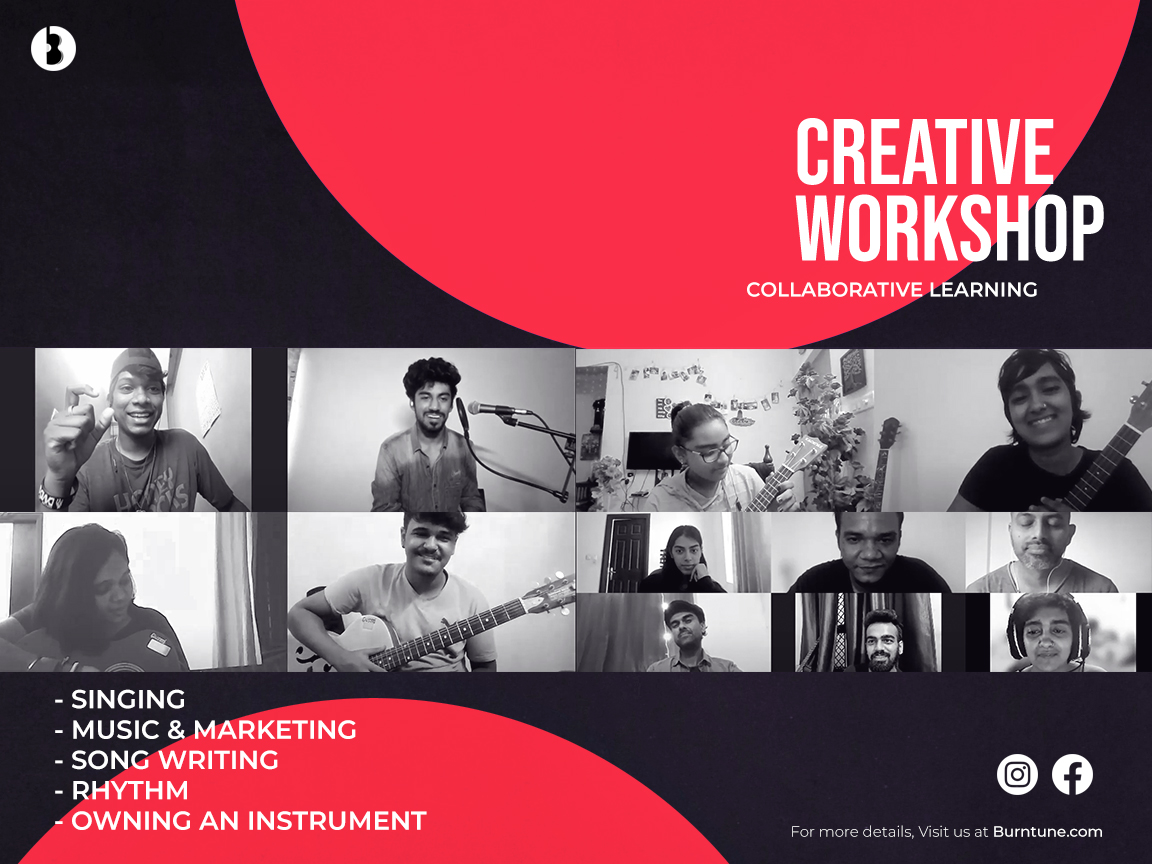 B
CREATIVE
WORKSHOP
COLLABORATIVE LEARNING
- SINGING
- MUSIC & MARKETING
- SONG WRITING
- RHYTHM
- OWNING AN INSTRUMENT
For more details, Visit us at Burntune.com